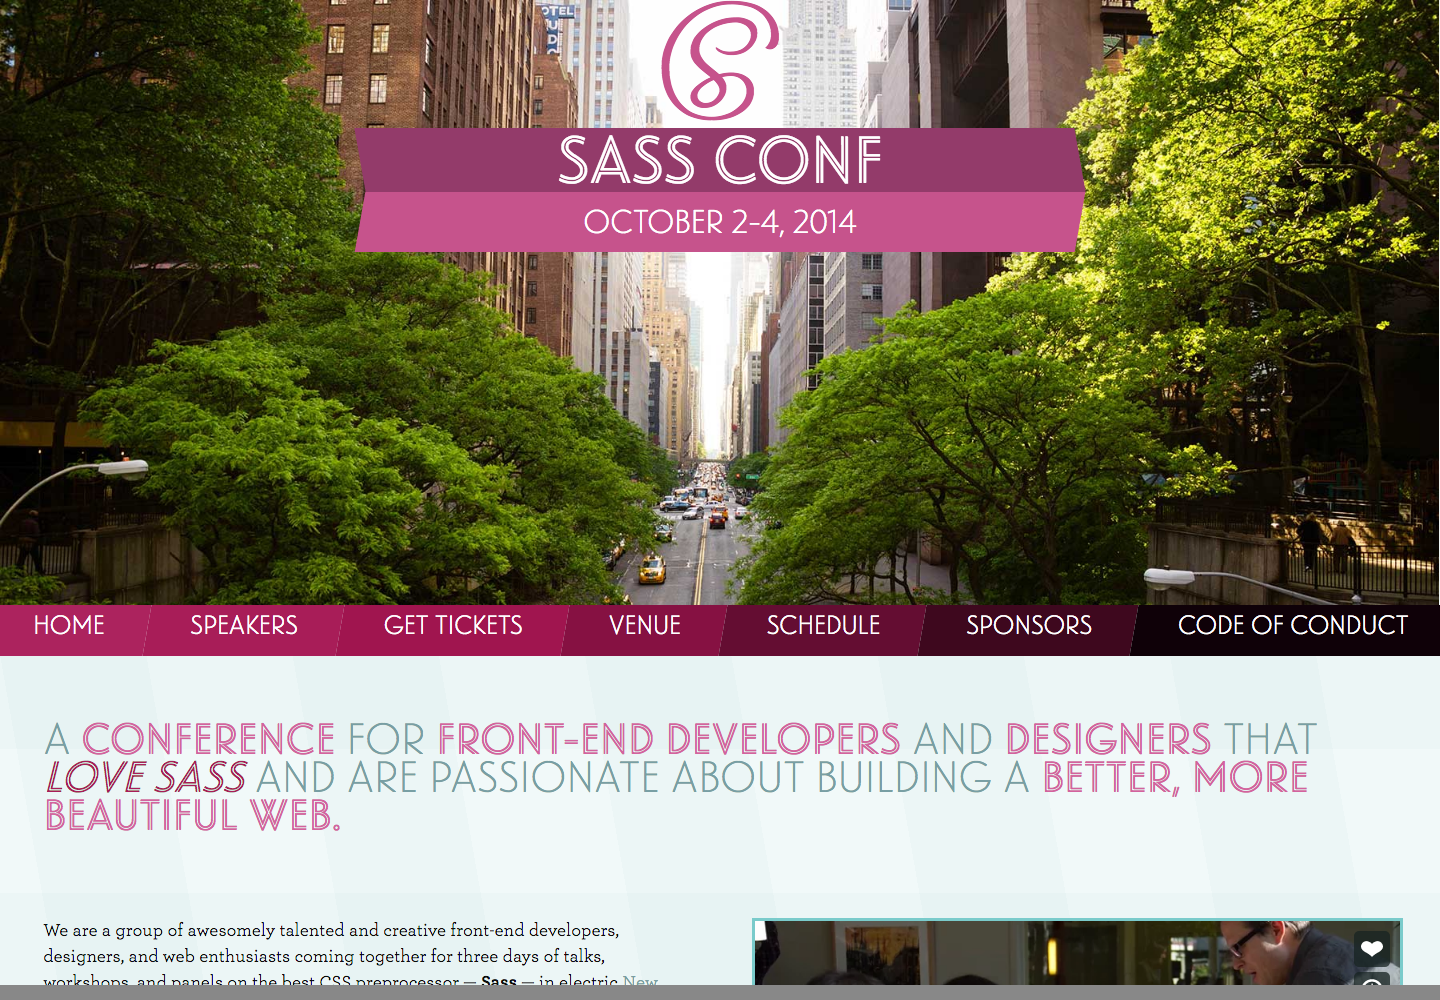 OTEL
SASS CONF
OCTOBER 2-4, 2014
HOME SPEAKERS GET TICKETS VENUE SCHEDULE SPONSORS CODE OF CONDUCT
A CONFERENCE FOR FRONT-END DEVELOPERS AND DESIGNERS THAT
LOVE SASS AND ARE PASSIONATE ABOUT BUILDING A BETTER, MORE
BEAUTIFUL WEB.
We are a group of awesomely talented and creative front-end developers,
designers, and web enthusiasts coming together for three days of talks,
workshops, and panels on the best CSS preprocessor — Sass — in electric New